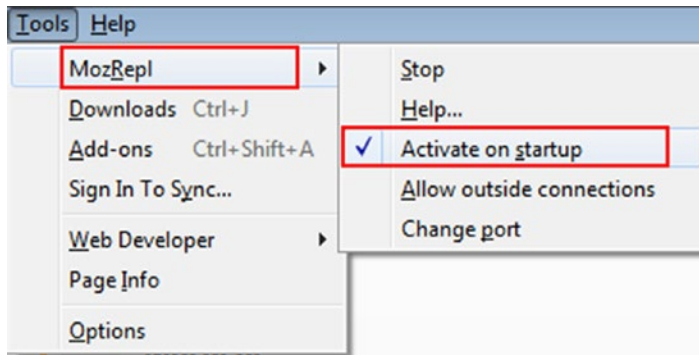 Tools Help
MozRepl
Downloads Ctrl+J
Add-ons Ctrl+Shift+A
Sign In To Sync...
Web Developer
Page Info
Options
Stop
Help...
Activate on startup
Allow outside connections
Change port